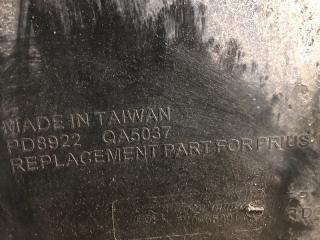 MADE IN TAIWAN
PD8922 QA5037
REPLACEMENT PART FOR PRIUS